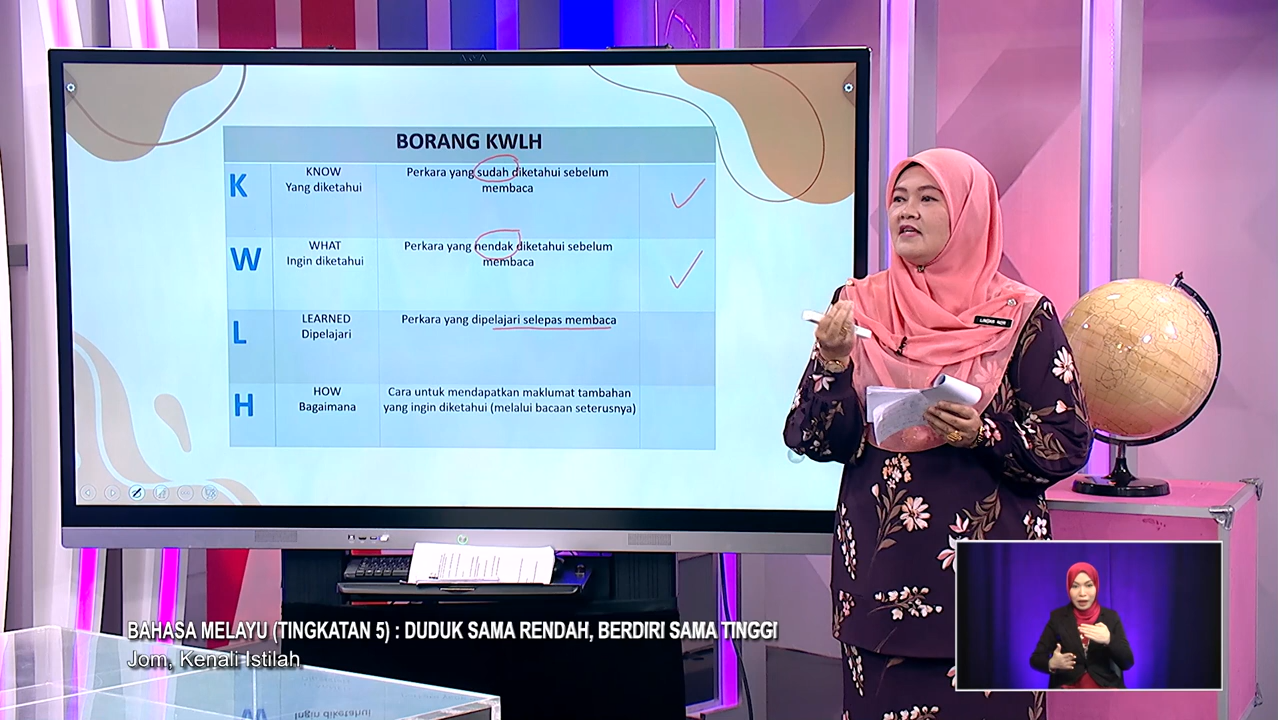 BORANG KWLH
K
KNOW
Yang diketahui
Perkara yang sudah diketahui sebelum
membaca
W
WHAT
Ingin diketahui
Perkara yang hendak diketahui sebelum
membaca
L
LEARNED
Dipelajari
Perkara yang dipelajari selepas membaca
H
HOW
Bagaimana
Cara untuk mendapatkan maklumat tambahan
yang ingin diketahui (melalui bacaan seterusnya)
BAHASA MELAYU (TINGKATAN 5) : DUDUK SAMA RENDAH, BERDIRI SAMA TINGGI
Jom, Kenali Istilah
Ingin diketahui
W